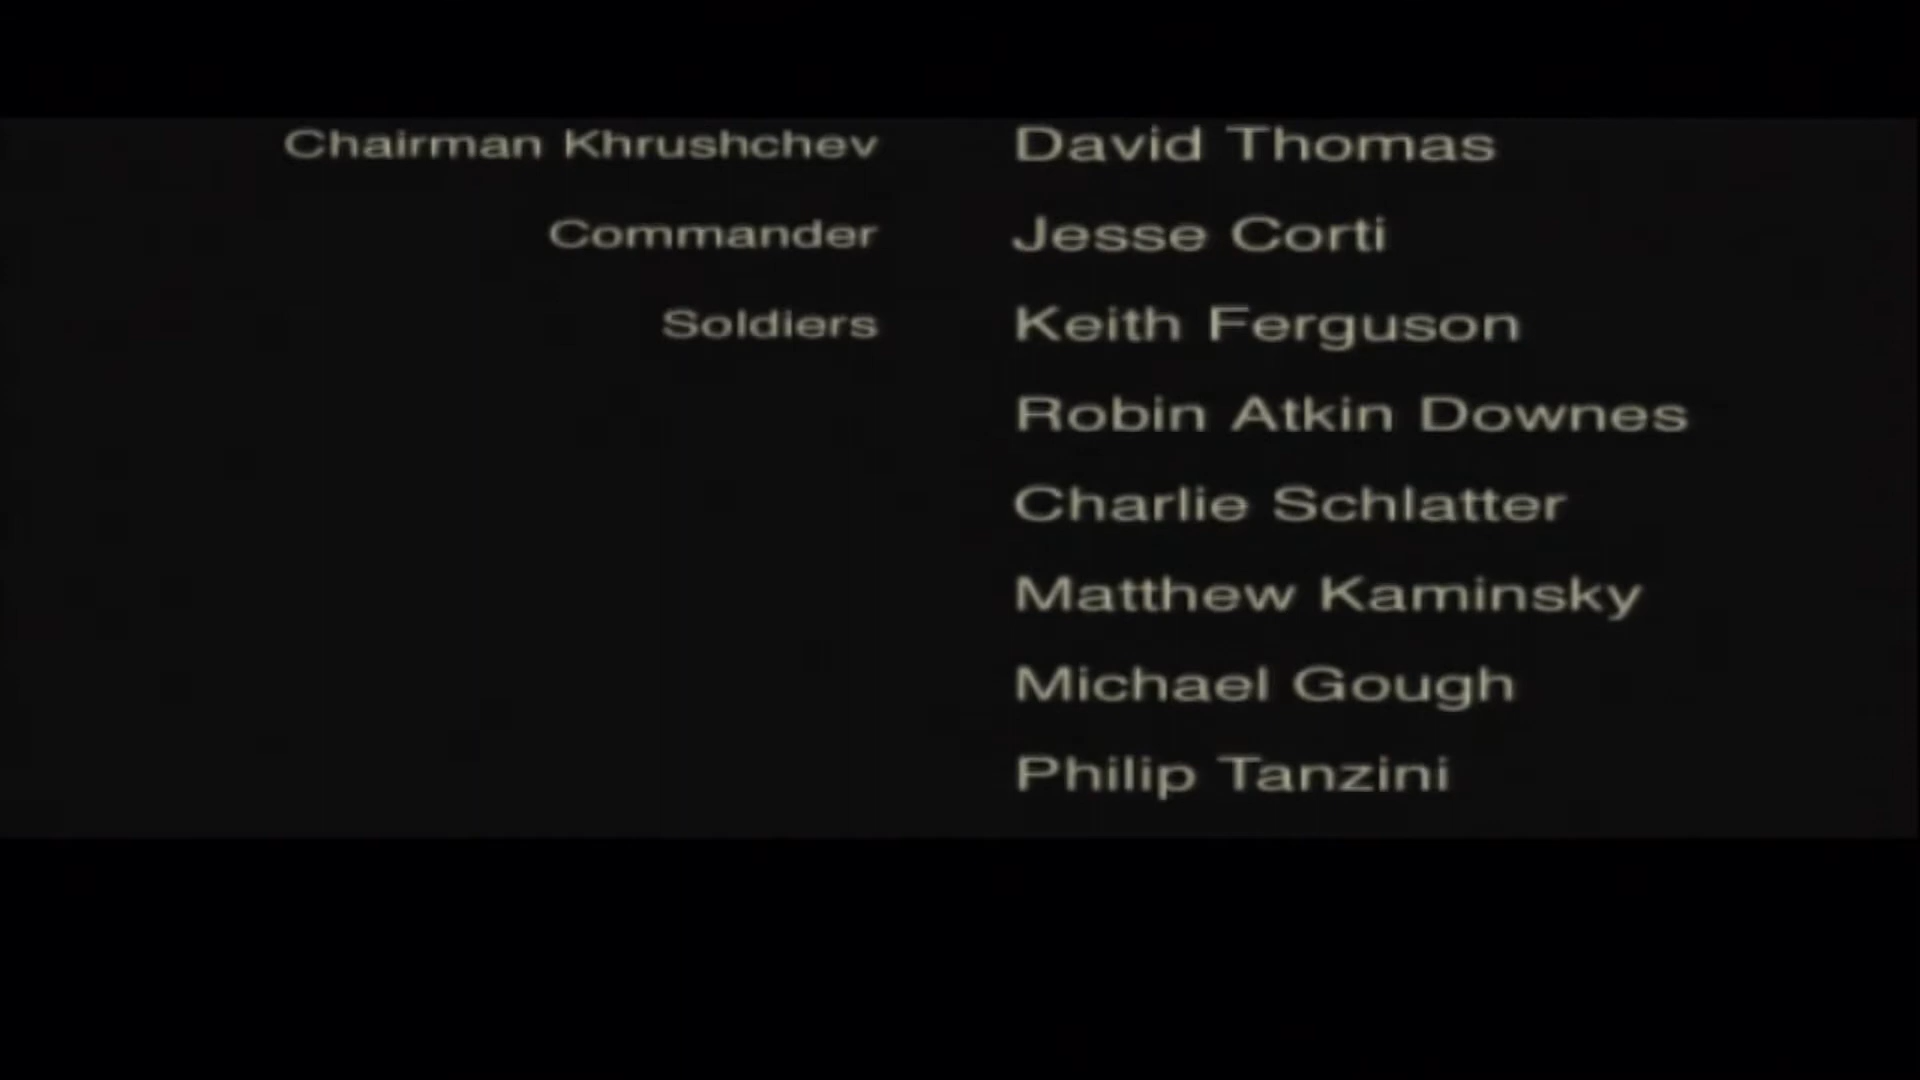 Chairman Khrushchev David Thomas
Commander Jesse Corti
Soldiers Keith Ferguson
Robin Atkin Downes
Charlie Schlatter
Matthew Kaminsky
Michael Gough
Philip Tanzini